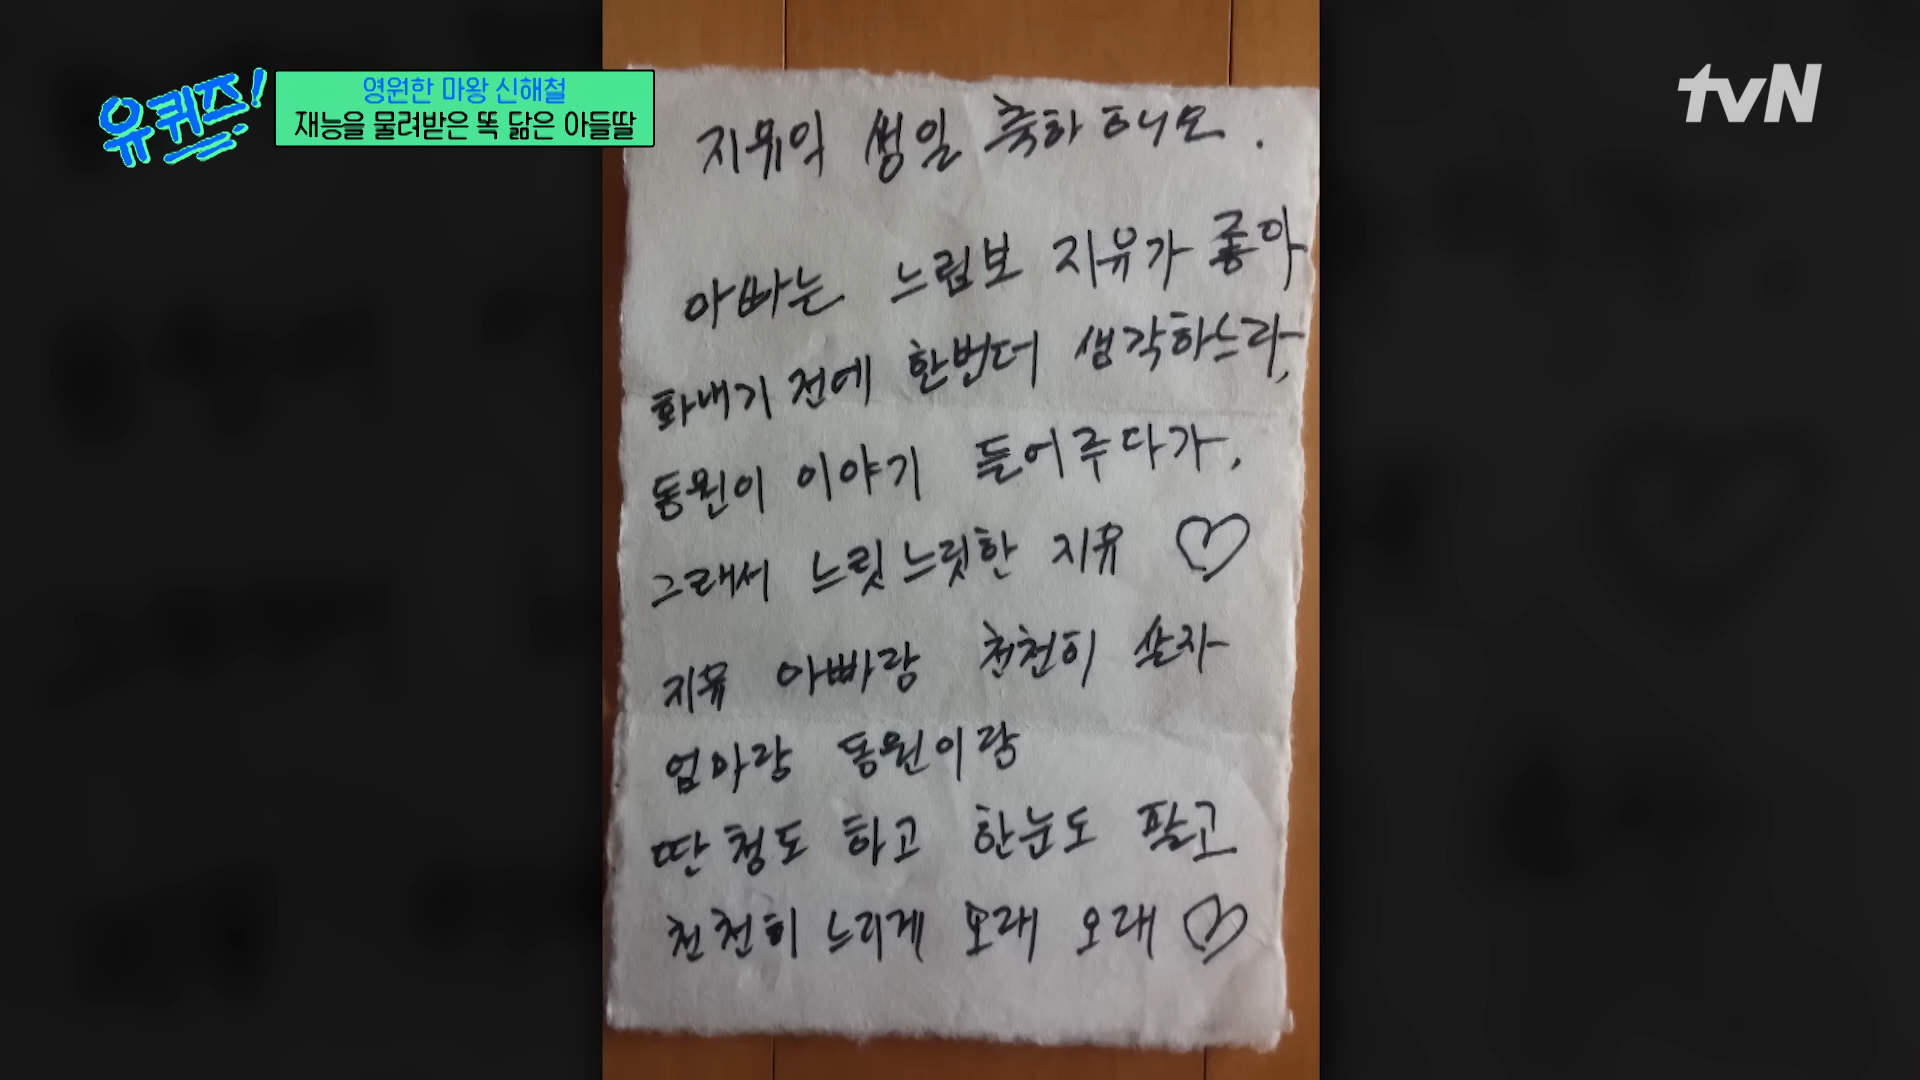 유퀴즈!
영원한 마왕 신해철
재능을 물려받은 똑 닮은 아들딸
tvN
지유의 생일 축하해요.
아빠는 느림보 지유가 좋아
화내기 전에 한번더 생각하느라,
동원이 이야기 들어주다가,
그래서 느릿느릿한 지유 ♡
지유 아빠랑 천천히 살자
엄마랑 동원이랑
딴청도 하고 한눈도 팔고
천천히 느리게 오래 오래 ♡